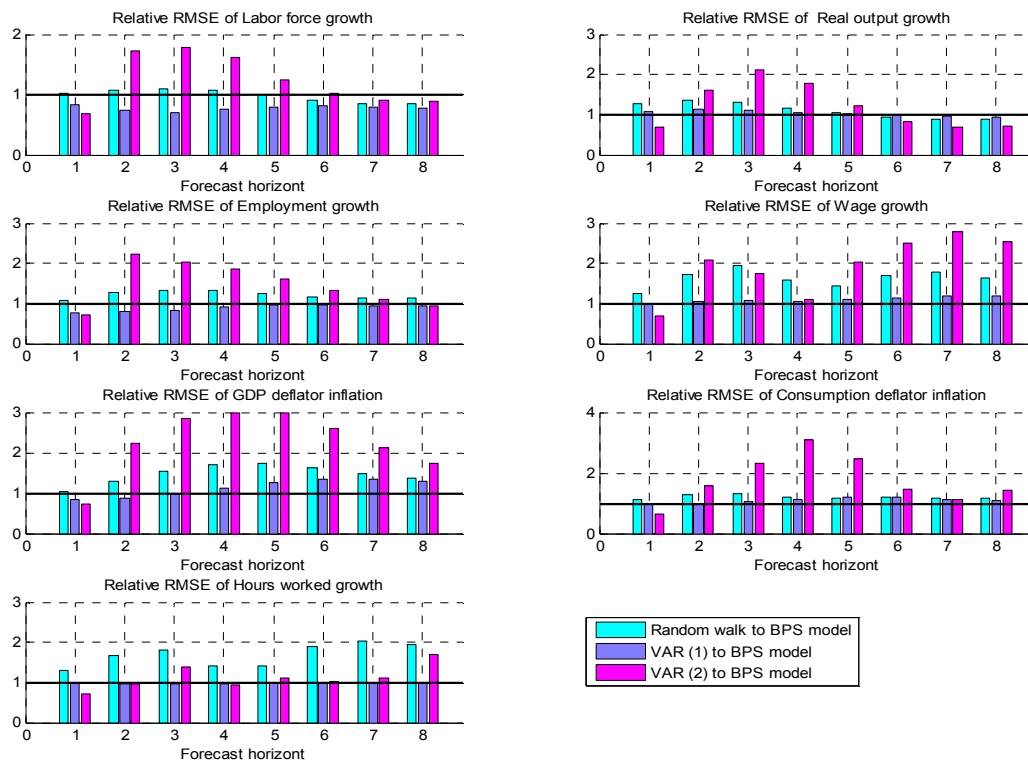 Relative RMSE of Labor force growth
2
1
0
0 1 2 3 4 5 6 7 8
Forecast horizont
Relative RMSE of Real output growth
3
2
1
0
0 1 2 3 4 5 6 7 8
Forecast horizont
Relative RMSE of Employment growth
3
2
1
0
0 1 2 3 4 5 6 7 8
Forecast horizont
Relative RMSE of Wage growth
3
2
1
0
0 1 2 3 4 5 6 7 8
Forecast horizont
Relative RMSE of GDP deflator inflation
3
2
1
0
0 1 2 3 4 5 6 7 8
Forecast horizont
Relative RMSE of Consumption deflator inflation
4
2
0
0 1 2 3 4 5 6 7 8
Forecast horizont
Relative RMSE of Hours worked growth
3
2
1
0
0 1 2 3 4 5 6 7 8
Forecast horizont
Random walk to BPS model
VAR (1) to BPS model
VAR (2) to BPS model